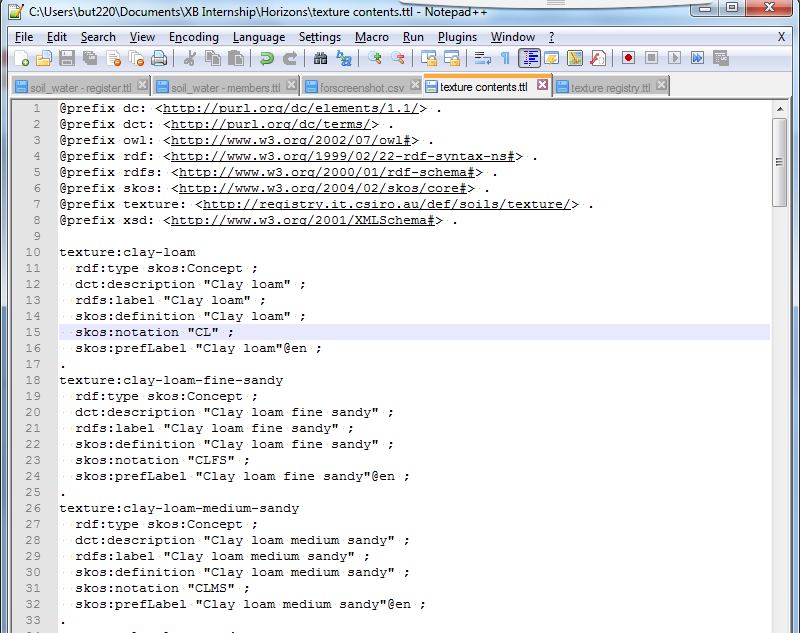 C:\Users\but220\Documents\XB Internship\Horizons\texture contents.ttl - Notepad++
File Edit Search View Encoding Language Settings Macro Run Plugins Window ? X
soil_water - register.ttl soil_water - members.ttl forscreenshot.csv texture contents.ttl texture registry.ttl
1 @prefix dc: <http://purl.org/dc/elements/1.1/> .
2 @prefix dct: <http://purl.org/dc/terms/> .
3 @prefix owl: <http://www.w3.org/2002/07/owl#> .
4 @prefix rdf: <http://www.w3.org/1999/02/22-rdf-syntax-ns#> .
5 @prefix rdfs: <http://www.w3.org/2000/01/rdf-schema#> .
6 @prefix skos: <http://www.w3.org/2004/02/skos/core#> .
7 @prefix texture: <http://registry.it.csiro.au/def/soils/texture/> .
8 @prefix xsd: <http://www.w3.org/2001/XMLSchema#> .
9
10 texture:clay-loam
11 rdf:type skos:Concept ;
12 dct:description "Clay loam" ;
13 rdfs:label "Clay loam" ;
14 skos:definition "Clay loam" ;
15 skos:notation "CL" ;
16 skos:prefLabel "Clay loam"@en ;
17 .
18 texture:clay-loam-fine-sandy
19 rdf:type skos:Concept ;
20 dct:description "Clay loam fine sandy" ;
21 rdfs:label "Clay loam fine sandy" ;
22 skos:definition "Clay loam fine sandy" ;
23 skos:notation "CLFS" ;
24 skos:prefLabel "Clay loam fine sandy"@en ;
25 .
26 texture:clay-loam-medium-sandy
27 rdf:type skos:Concept ;
28 dct:description "Clay loam medium sandy" ;
29 rdfs:label "Clay loam medium sandy" ;
30 skos:definition "Clay loam medium sandy" ;
31 skos:notation "CLMS" ;
32 skos:prefLabel "Clay loam medium sandy"@en ;
33 .